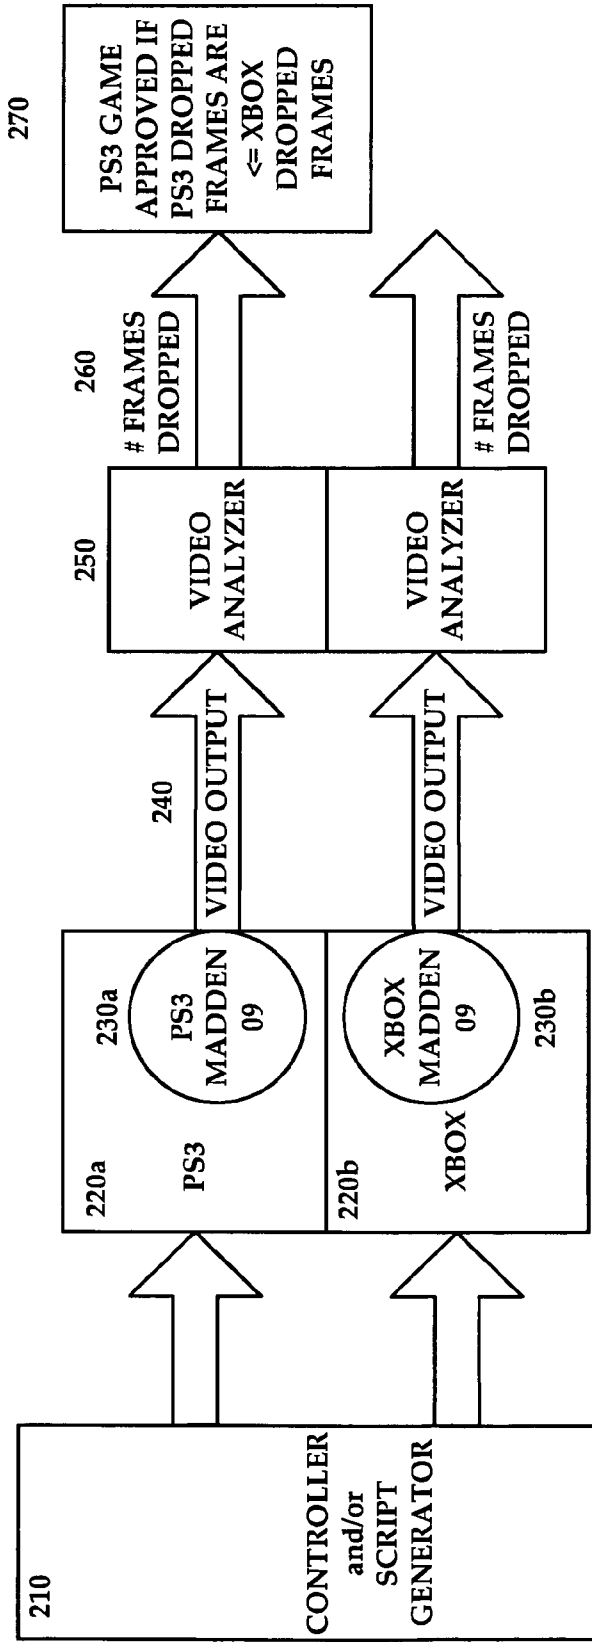 210
CONTROLLER
and/or
SCRIPT
GENERATOR
220a
PS3
230a
PS3
MADDEN
09
220b
XBOX
XBOX
MADDEN
09
230b
240
VIDEO OUTPUT
VIDEO OUTPUT
250
VIDEO
ANALYZER
VIDEO
ANALYZER
260
# FRAMES
DROPPED
# FRAMES
DROPPED
270
PS3 GAME
APPROVED IF
PS3 DROPPED
FRAMES ARE
<= XBOX
DROPPED
FRAMES